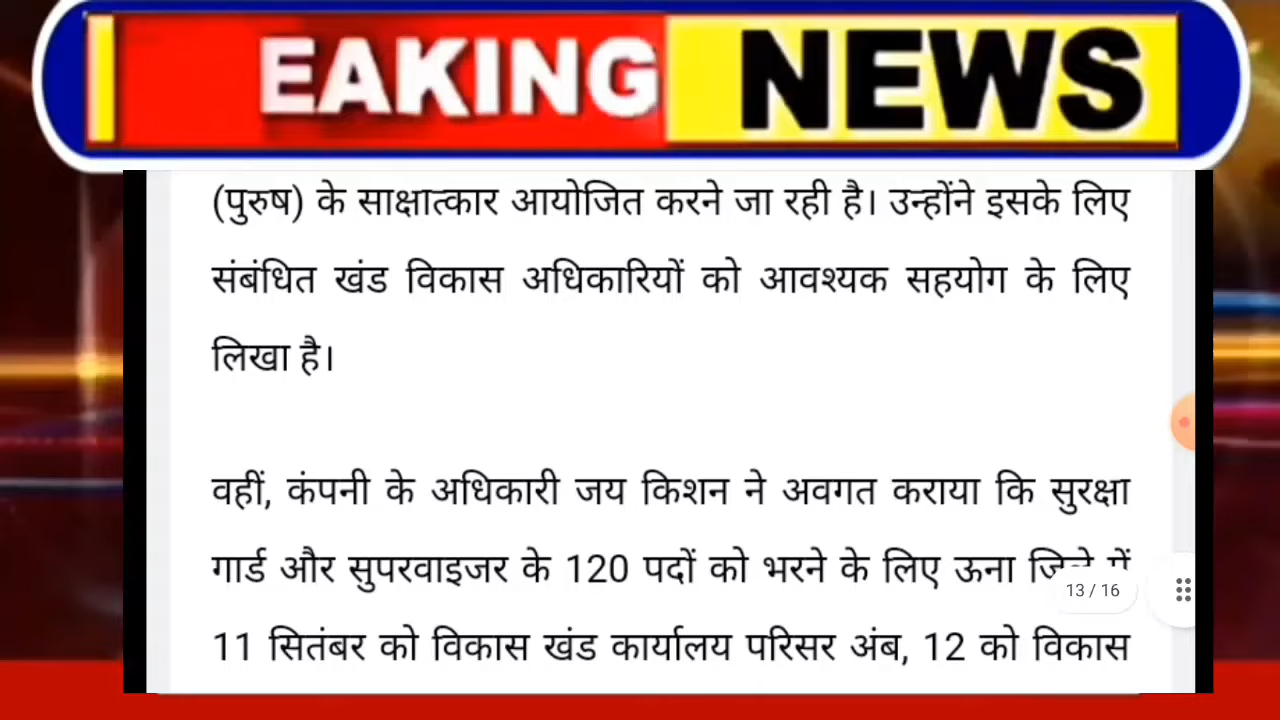 EAKING NEWS
(पुरुष) के साक्षात्कार आयोजित करने जा रही है। उन्होंने इसके लिए
संबंधित खंड विकास अधिकारियों को आवश्यक सहयोग के लिए
लिखा है।
वहीं, कंपनी के अधिकारी जय किशन ने अवगत कराया कि सुरक्षा
गार्ड और सुपरवाइजर के 120 पदों को भरने के लिए ऊना जिले में
13 / 16
11 सितंबर को विकास खंड कार्यालय परिसर अंब, 12 को विकास